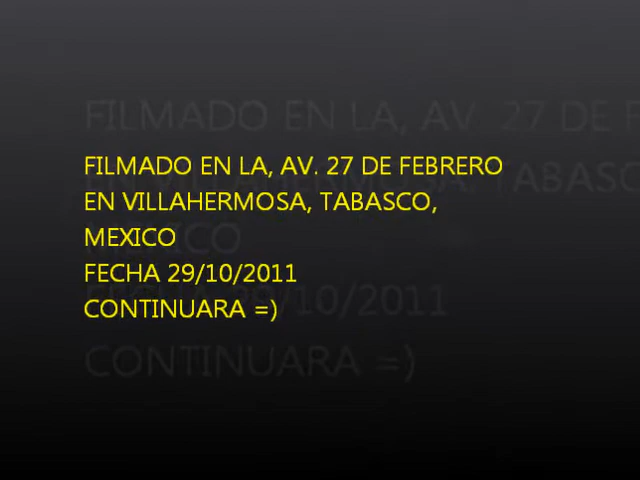 FILMADO EN LA, AV. 27 DE FEBRERO
EN VILLAHERMOSA, TABASCO,
MEXICO
FECHA 29/10/2011
CONTINUARA =)